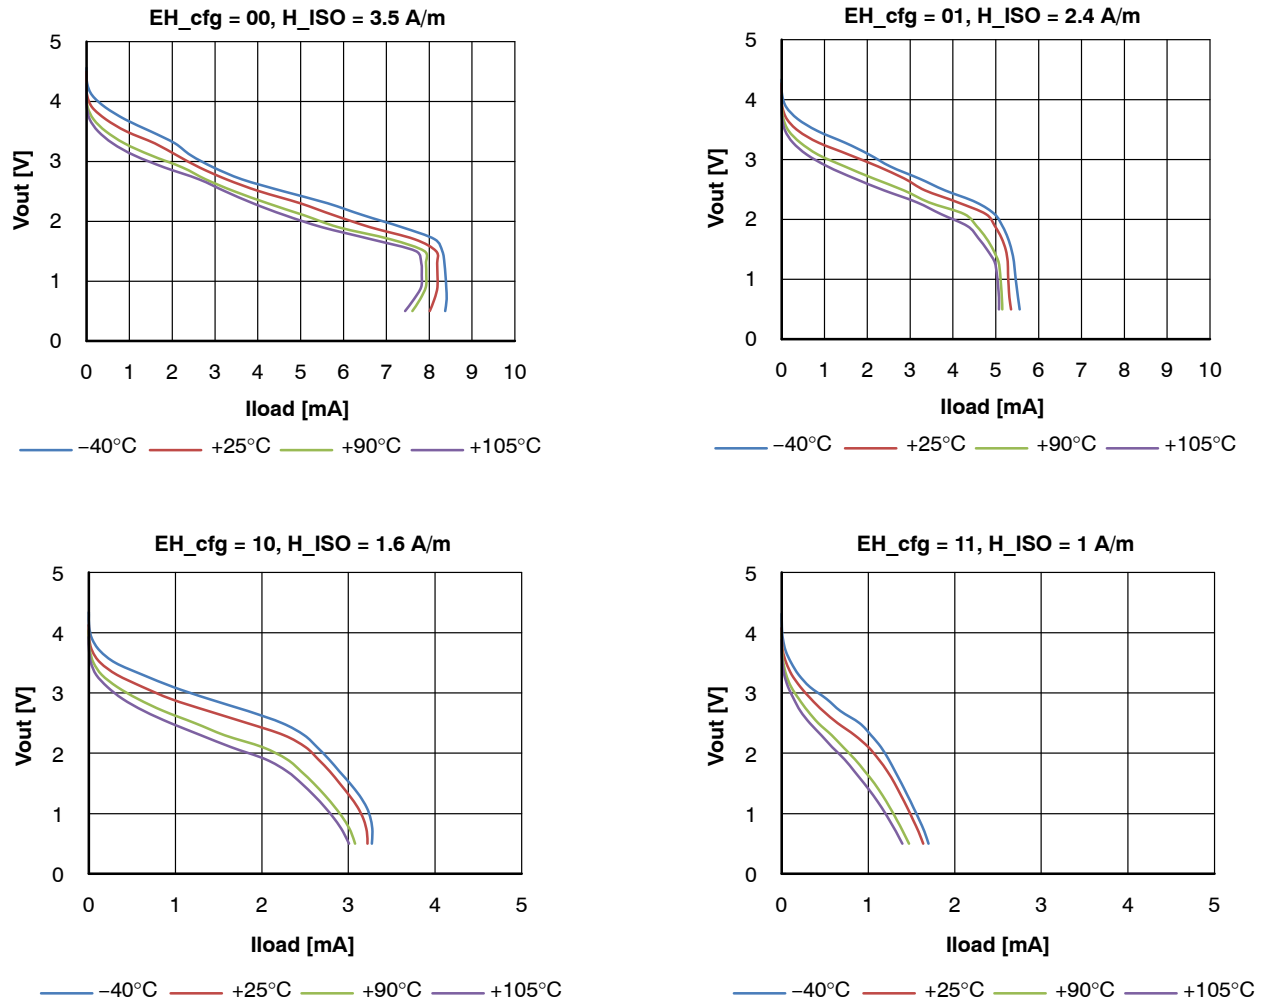 EH_cfg = 00, H_ISO = 3.5 A/m
5
4
3
2
1
0
Vout [V]
0 1 2 3 4 5 6 7 8 9 10
Iload [mA]
−40°C +25°C +90°C +105°C
EH_cfg = 01, H_ISO = 2.4 A/m
5
4
3
2
1
0
Vout [V]
0 1 2 3 4 5 6 7 8 9 10
Iload [mA]
−40°C +25°C +90°C +105°C
EH_cfg = 10, H_ISO = 1.6 A/m
5
4
3
2
1
0
Vout [V]
0 1 2 3 4 5
Iload [mA]
−40°C +25°C +90°C +105°C
EH_cfg = 11, H_ISO = 1 A/m
5
4
3
2
1
0
Vout [V]
0 1 2 3 4 5
Iload [mA]
−40°C +25°C +90°C +105°C